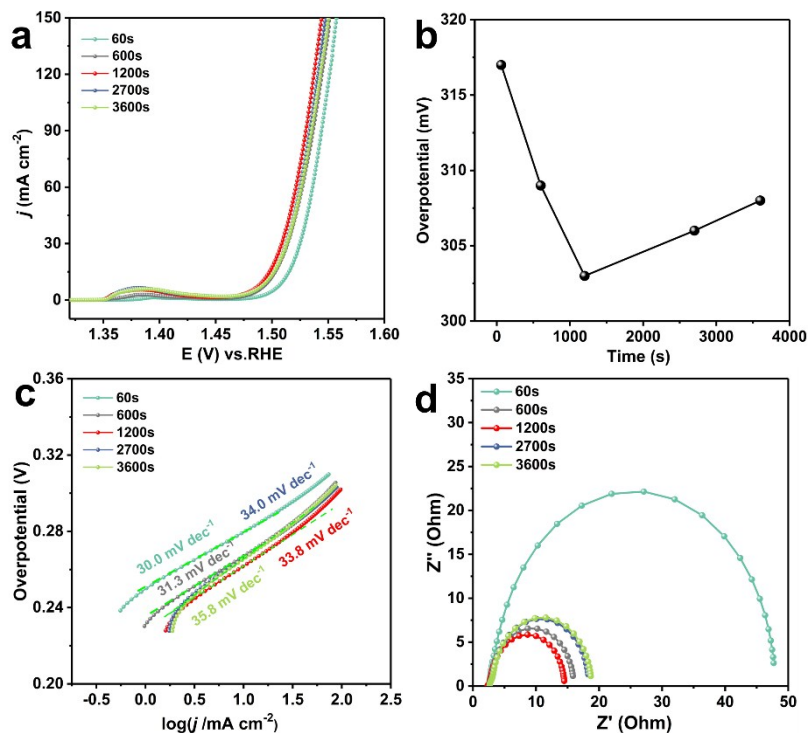 a
150
120
90
60
30
0
j (mA cm-2)
60s
600s
1200s
2700s
3600s
1.35 1.40 1.45 1.50 1.55 1.60
E (V) vs.RHE
b
320
315
310
305
300
Overpotential (mV)
0 1000 2000 3000 4000
Time (s)
c
0.36
0.32
0.28
0.24
0.20
Overpotential (V)
60s
600s
1200s
2700s
3600s
34.0 mV dec-1
30.0 mV dec-1
31.3 mV dec-1
33.8 mV dec-1
35.8 mV dec-1
-0.5 0.0 0.5 1.0 1.5 2.0 2.5
log(j /mA cm-2)
d
35
30
25
20
15
10
5
0
Z'' (Ohm)
60s
600s
1200s
2700s
3600s
0 10 20 30 40 50
Z' (Ohm)